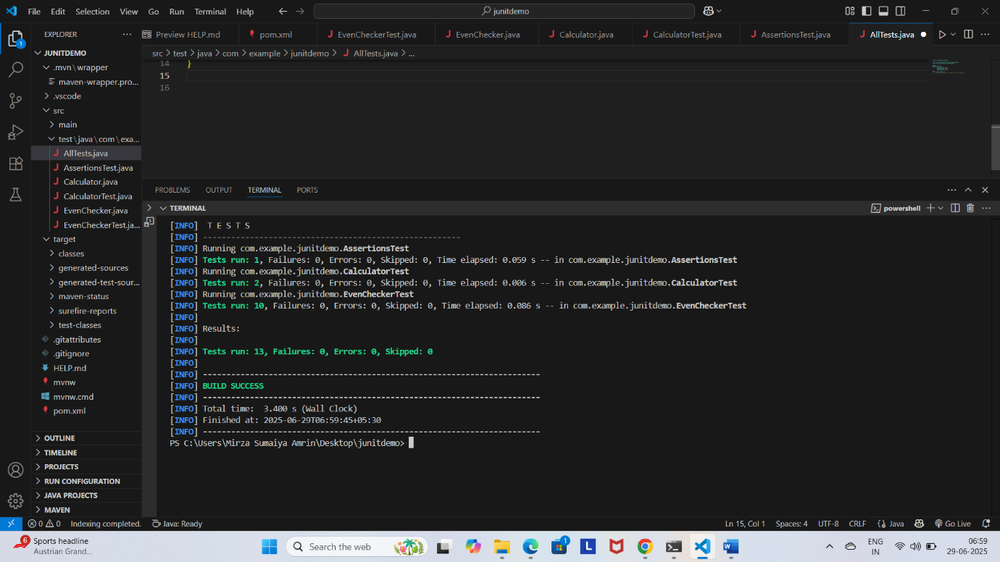 File Edit Selection View Go Run Terminal Help junitdemo
EXPLORER
Preview HELP.md pom.xml EvenCheckerTest.java EvenChecker.java Calculator.java CalculatorTest.java AssertionsTest.java AllTests.java
src > test > java > com > example > junitdemo > AllTests.java > ...
1
JUNITDEMO
.mvn\wrapper
maven-wrapper.pro...
.vscode
src
main
test\java\com\exa...
AllTests.java
AssertionsTest.java
Calculator.java
CalculatorTest.java
EvenChecker.java
EvenCheckerTest.ja...
target
classes
generated-sources
generated-test-sour...
maven-status
surefire-reports
test-classes
.gitattributes
.gitignore
HELP.md
mvnw
mvnw.cmd
pom.xml
OUTLINE
TIMELINE
PROJECTS
RUN CONFIGURATION
JAVA PROJECTS
MAVEN
14 }
15
16
PROBLEMS OUTPUT TERMINAL PORTS
TERMINAL powershell
[INFO] T E S T S
[INFO] -------------------------------------------------------
[INFO] Running com.example.junitdemo.AssertionsTest
[INFO] Tests run: 1, Failures: 0, Errors: 0, Skipped: 0, Time elapsed: 0.059 s -- in com.example.junitdemo.AssertionsTest
[INFO] Running com.example.junitdemo.CalculatorTest
[INFO] Tests run: 2, Failures: 0, Errors: 0, Skipped: 0, Time elapsed: 0.006 s -- in com.example.junitdemo.CalculatorTest
[INFO] Running com.example.junitdemo.EvenCheckerTest
[INFO] Tests run: 10, Failures: 0, Errors: 0, Skipped: 0, Time elapsed: 0.086 s -- in com.example.junitdemo.EvenCheckerTest
[INFO]
[INFO] Results:
[INFO]
[INFO] Tests run: 13, Failures: 0, Errors: 0, Skipped: 0
[INFO]
[INFO] ------------------------------------------------------------------------
[INFO] BUILD SUCCESS
[INFO] ------------------------------------------------------------------------
[INFO] Total time:  3.400 s (Wall Clock)
[INFO] Finished at: 2025-06-29T06:59:45+05:30
[INFO] ------------------------------------------------------------------------
PS C:\Users\Mirza Sumaiya Amrin\Desktop\junitdemo>
0 0 Indexing completed. Java: Ready Ln 15, Col 1 Spaces: 4 UTF-8 CRLF {} Java Go Live
6 Sports headline
Austrian Grand...
Search the web
1
L
ENG
IN
06:59
29-06-2025